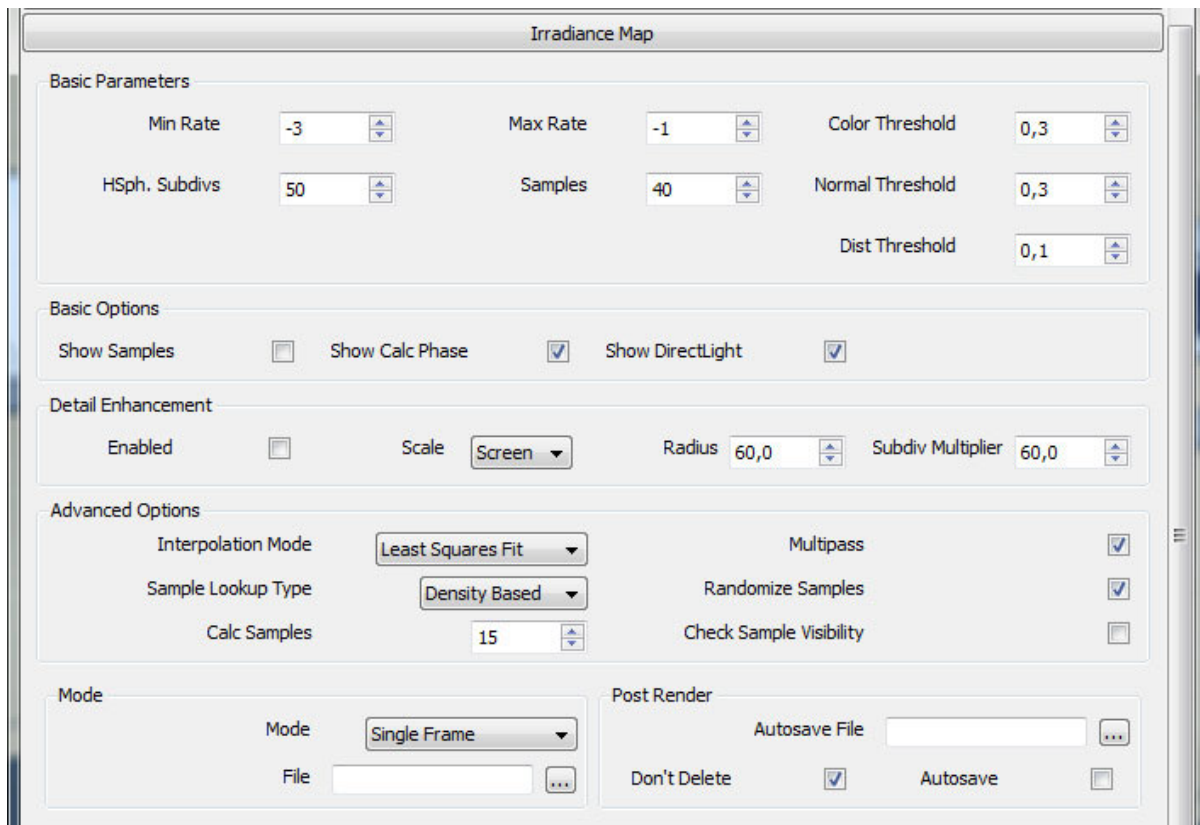 Irradiance Map
Basic Parameters
Min Rate -3 Max Rate -1 Color Threshold 0,3
HSph. Subdivs 50 Samples 40 Normal Threshold 0,3
Dist Threshold 0,1
Basic Options
Show Samples Show Calc Phase Show DirectLight
Detail Enhancement
Enabled Scale Screen Radius 60,0 Subdiv Multiplier 60,0
Advanced Options
Interpolation Mode Least Squares Fit Multipass
Sample Lookup Type Density Based Randomize Samples
Calc Samples 15 Check Sample Visibility
Mode Post Render
Mode Single Frame Autosave File ...
File ... Don't Delete Autosave